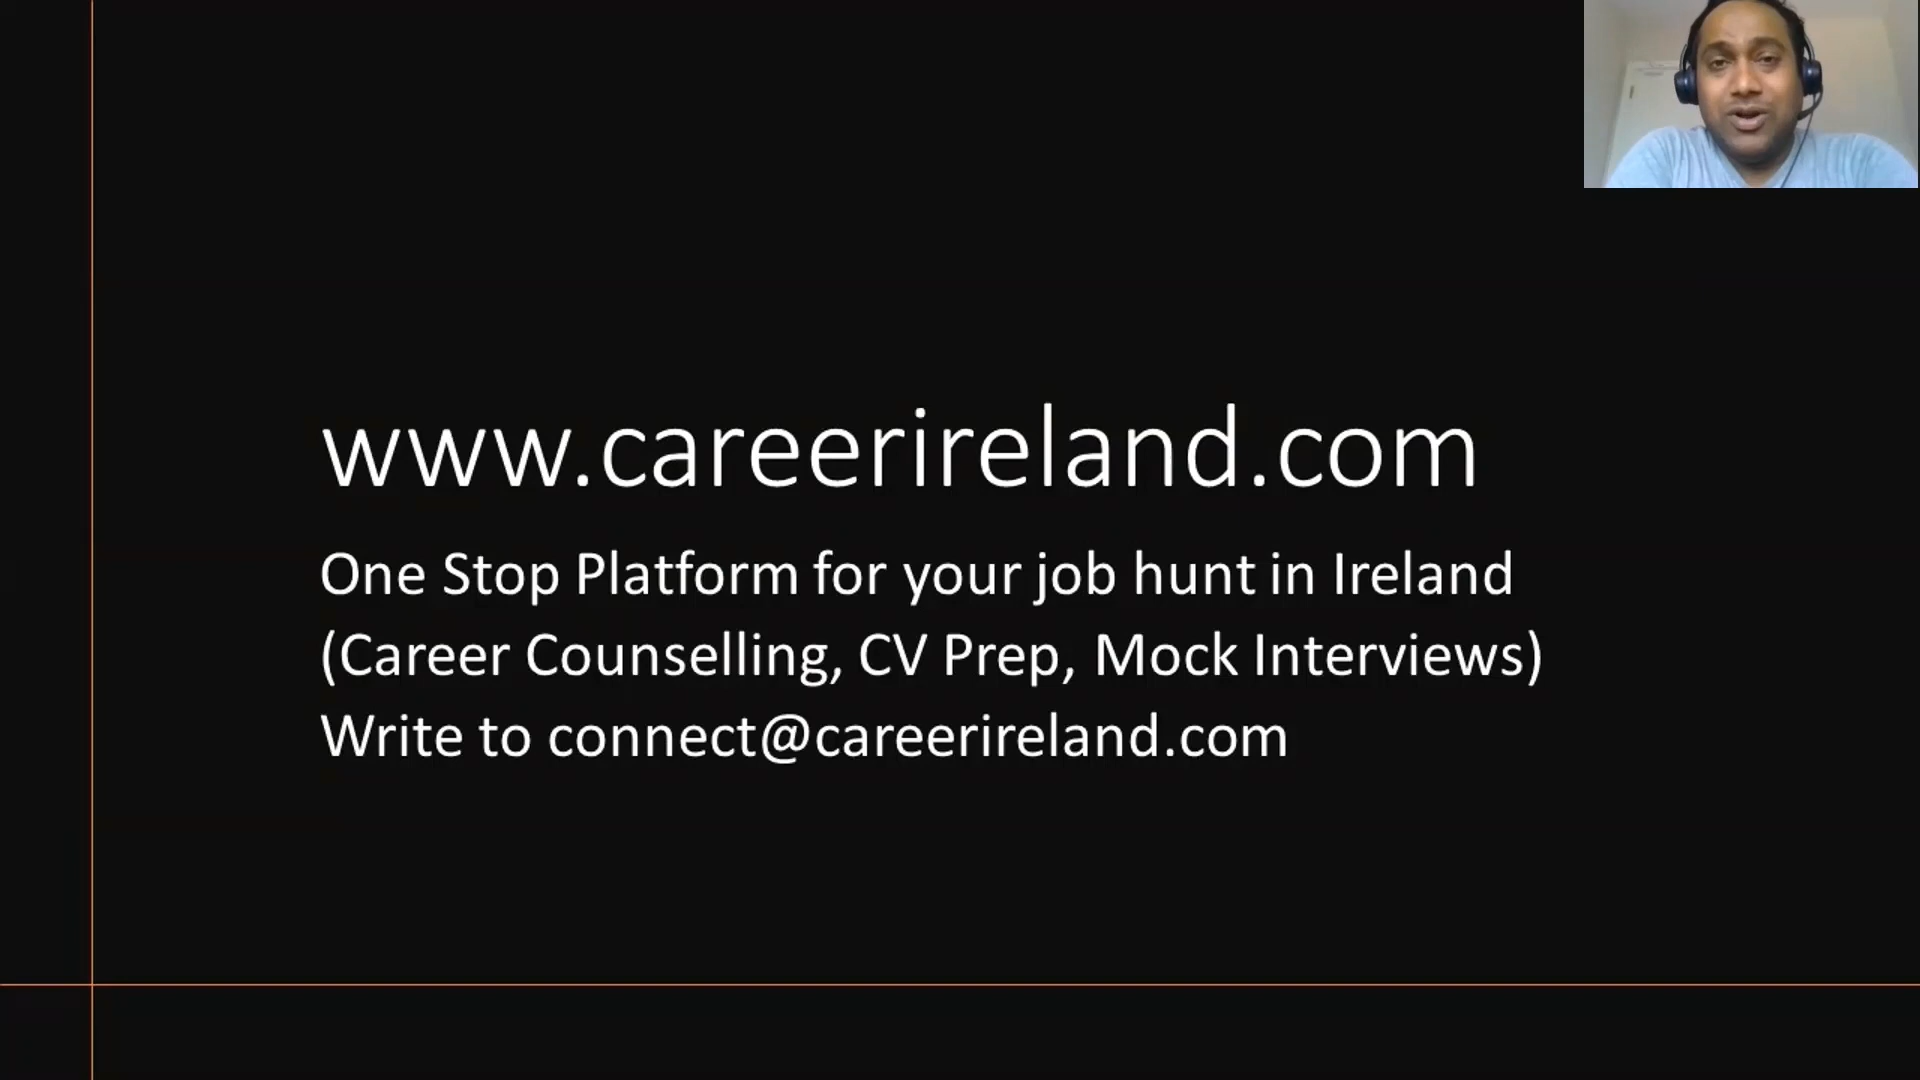 www.careerireland.com
One Stop Platform for your job hunt in Ireland
(Career Counselling, CV Prep, Mock Interviews)
Write to connect@careerireland.com